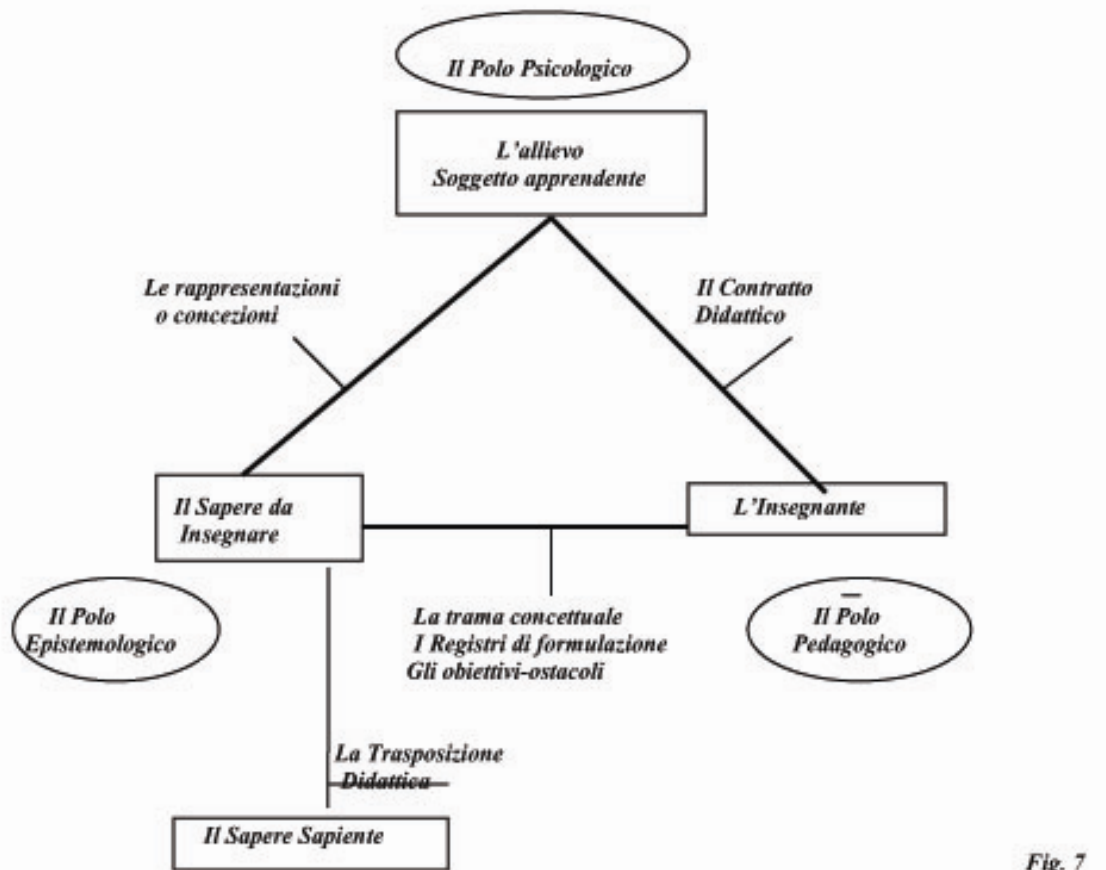 Il Polo Psicologico
L'allievo
Soggetto apprendente
Le rappresentazioni
o concezioni
Il Contratto
Didattico
Il Sapere da
Insegnare
L'Insegnante
Il Polo
Epistemologico
La trama concettuale
I Registri di formulazione
Gli obiettivi-ostacoli
Il Polo
Pedagogico
La Trasposizione
Didattica
Il Sapere Sapiente
Fig. 7